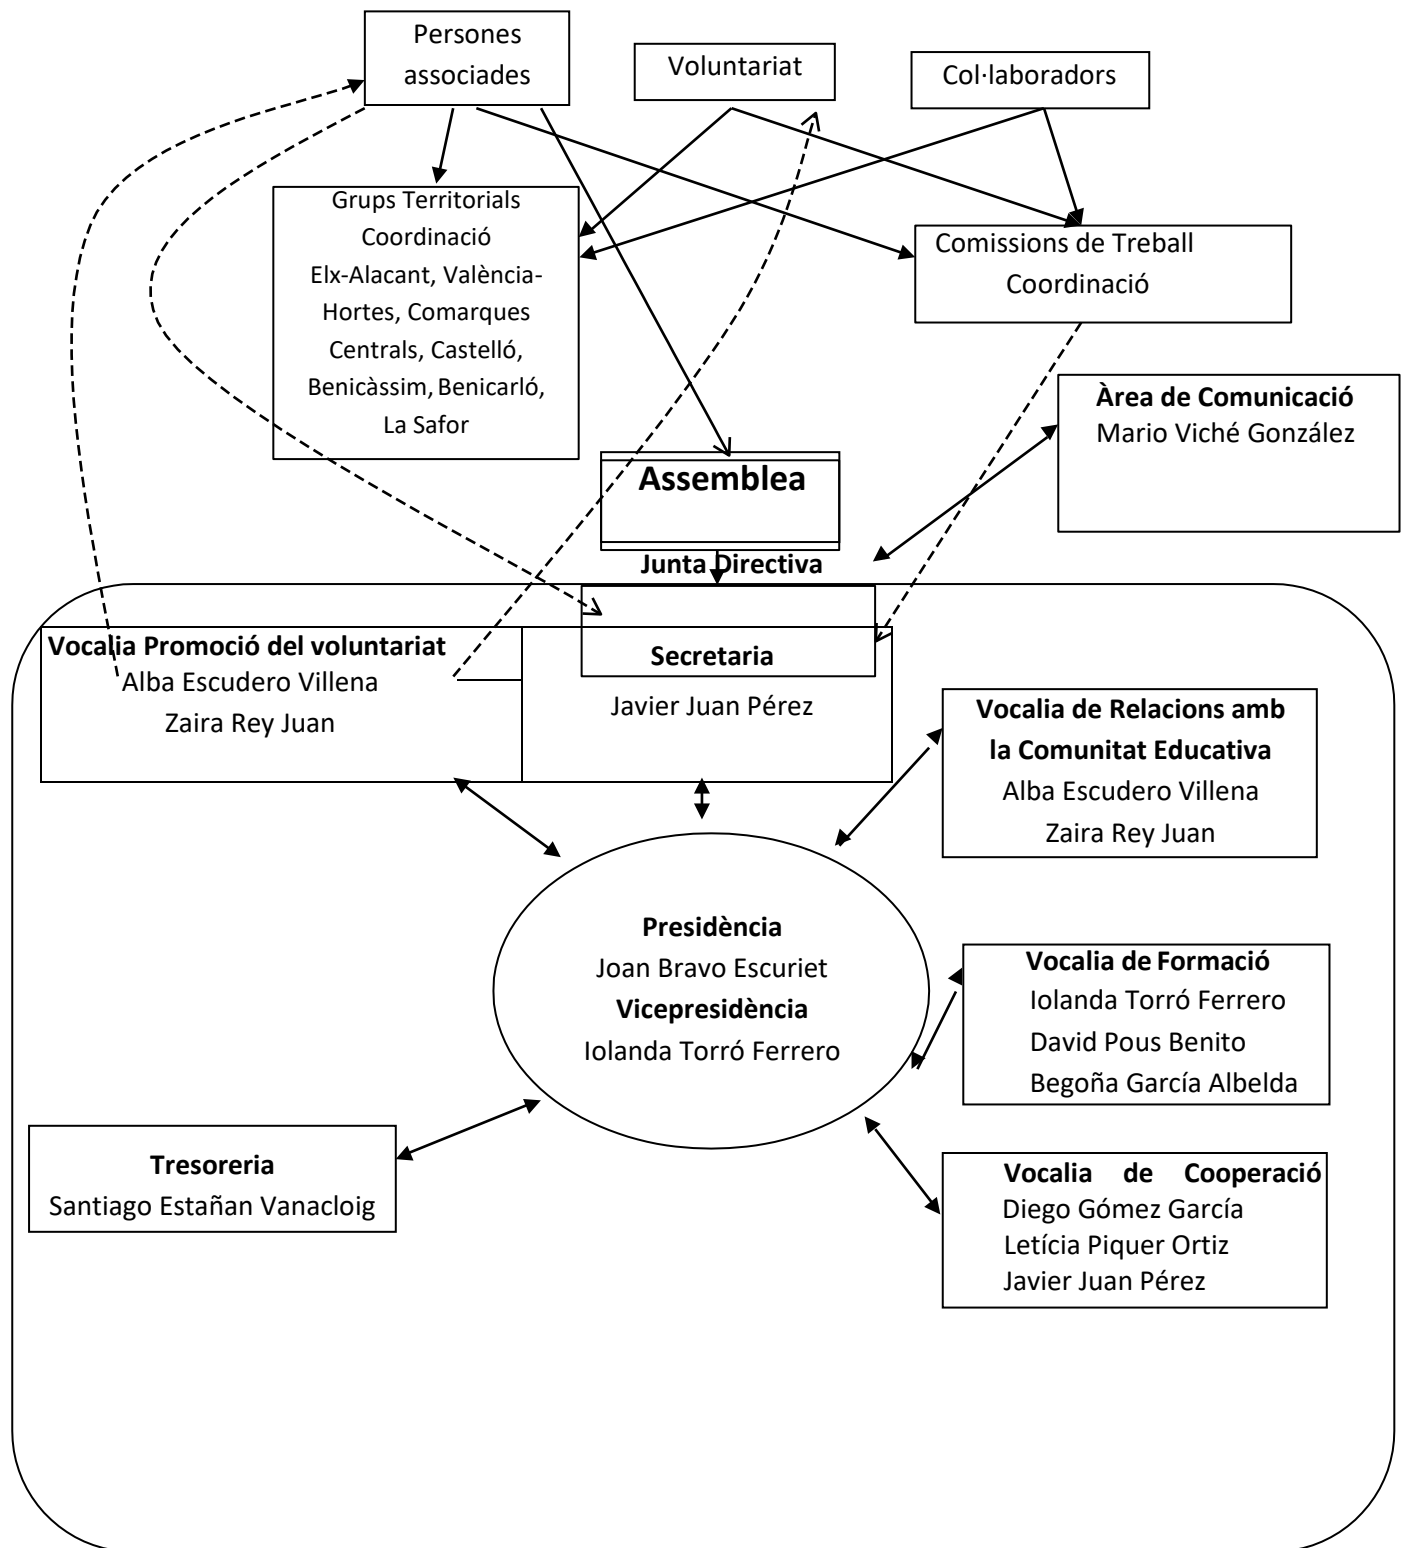 Persones
associades
Voluntariat
Col·laboradors
Grups Territorials
Coordinació
Elx-Alacant, València-
Hortes, Comarques
Centrals, Castelló,
Benicàssim, Benicarló,
La Safor
Comissions de Treball
Coordinació
Àrea de Comunicació
Mario Viché González
Assemblea
Junta Directiva
Vocalia Promoció del voluntariat
Alba Escudero Villena
Zaira Rey Juan
Secretaria
Javier Juan Pérez
Vocalia de Relacions amb
la Comunitat Educativa
Alba Escudero Villena
Zaira Rey Juan
Presidència
Joan Bravo Escuriet
Vicepresidència
Iolanda Torró Ferrero
Vocalia de Formació
Iolanda Torró Ferrero
David Pous Benito
Begoña García Albelda
Tresoreria
Santiago Estañan Vanacloig
Vocalia de Cooperació
Diego Gómez García
Letícia Piquer Ortiz
Javier Juan Pérez